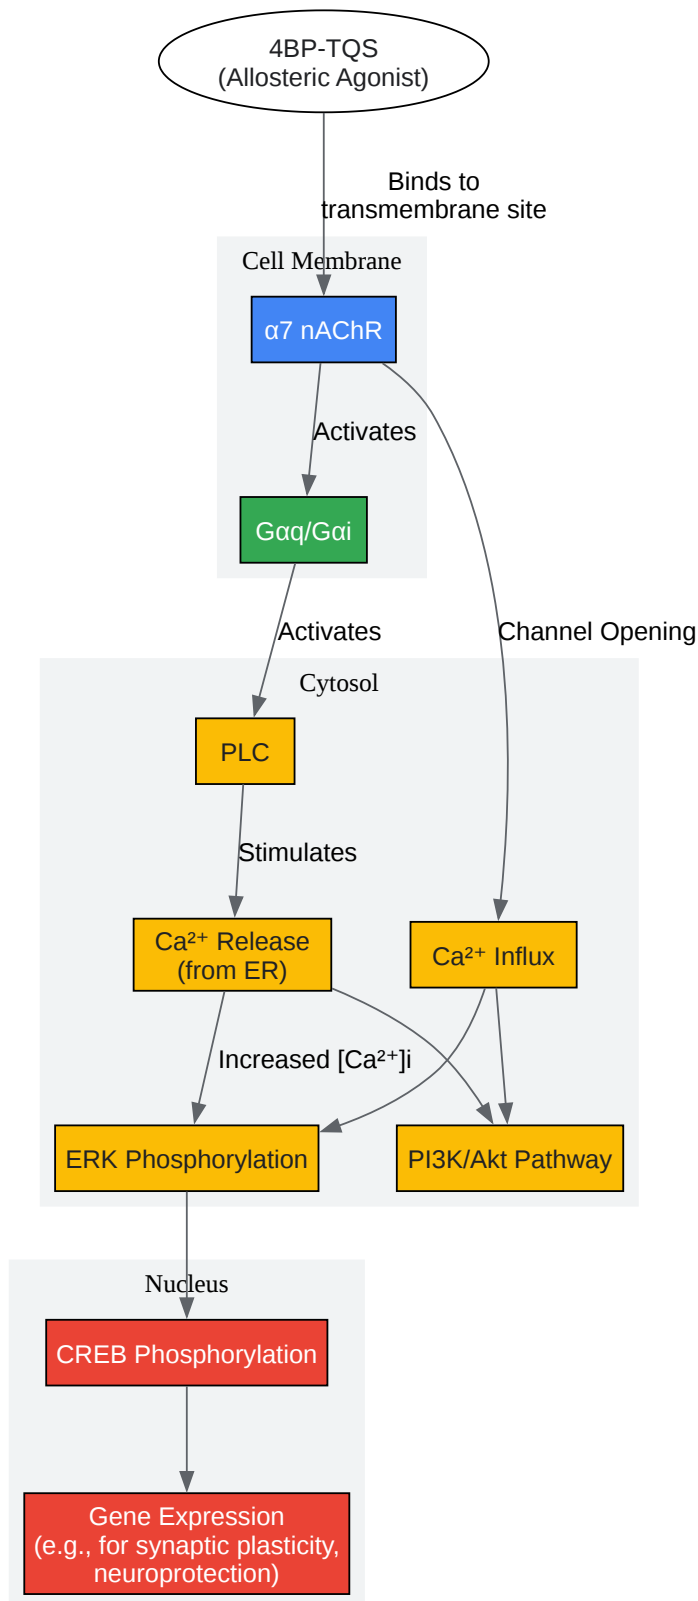 4BP-TQS
(Allosteric Agonist)
Binds to
transmembrane site
Cell Membrane
α7 nAChR
Activates
Gαq/Gαi
Activates
Channel Opening
Cytosol
PLC
Stimulates
Ca²⁺ Release
(from ER)
Ca²⁺ Influx
Increased [Ca²⁺]i
ERK Phosphorylation
PI3K/Akt Pathway
Nucleus
CREB Phosphorylation
Gene Expression
(e.g., for synaptic plasticity,
neuroprotection)